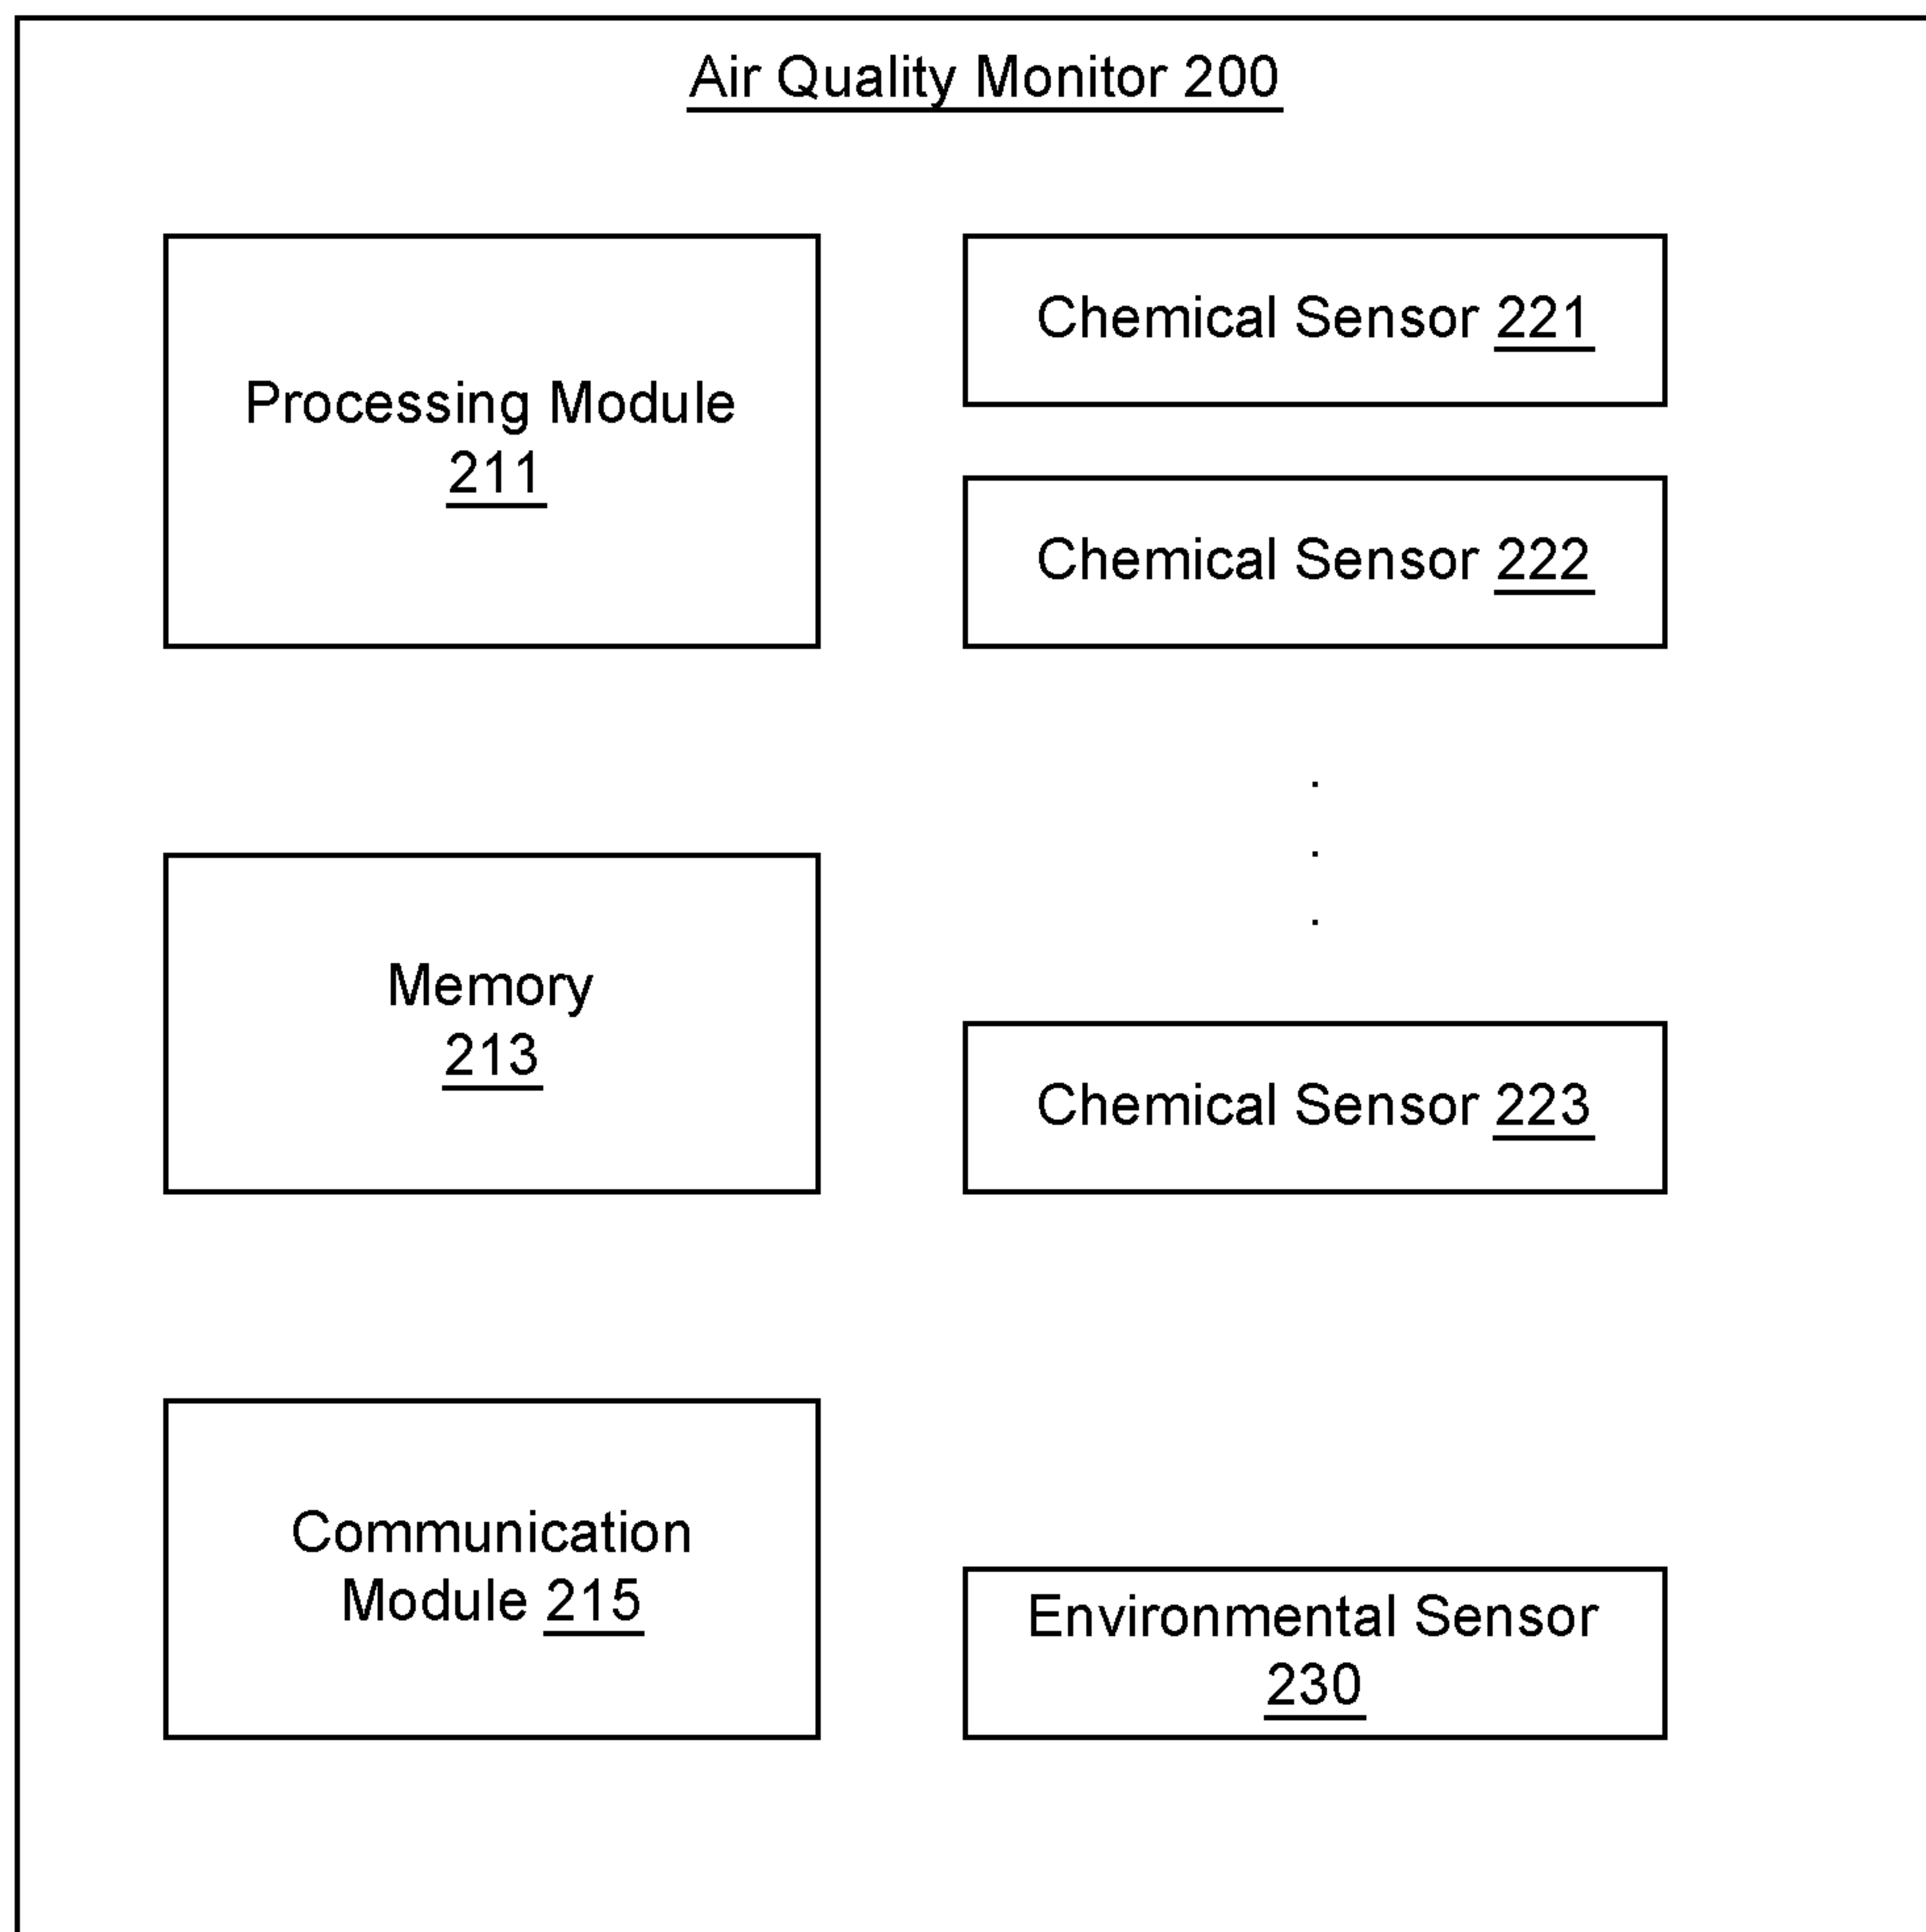 Air Quality Monitor 200
Processing Module
211
Chemical Sensor 221
Chemical Sensor 222
.
.
.
Memory
213
Chemical Sensor 223
Communication
Module 215
Environmental Sensor
230